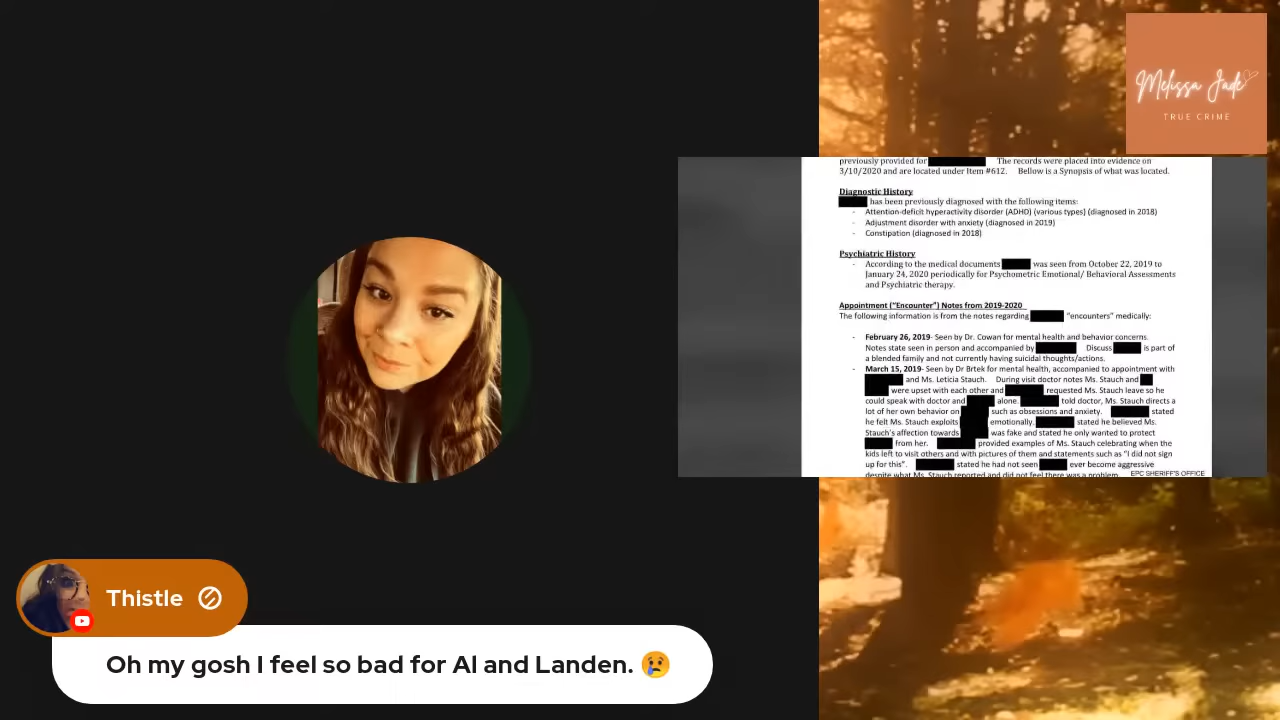 Melissa Jade
TRUE CRIME
previously provided for The records were placed into evidence on
3/10/2020 and are located under Item #612. Bellow is a Synopsis of what was located.
Diagnostic History
has been previously diagnosed with the following items:
- Attention-deficit hyperactivity disorder (ADHD) (various types) (diagnosed in 2018)
- Adjustment disorder with anxiety (diagnosed in 2019)
- Constipation (diagnosed in 2018)
Psychiatric History
- According to the medical documents was seen from October 22, 2019 to
January 24, 2020 periodically for Psychometric Emotional/ Behavioral Assessments
and Psychiatric therapy.
Appointment ("Encounter") Notes from 2019-2020
The following information is from the notes regarding "encounters" medically:
- February 26, 2019- Seen by Dr. Cowan for mental health and behavior concerns.
Notes state seen in person and accompanied by Discuss is part of
a blended family and not currently having suicidal thoughts/actions.
- March 15, 2019- Seen by Dr Brtek for mental health, accompanied to appointment with
and Ms. Leticia Stauch. During visit doctor notes Ms. Stauch and
were upset with each other and requested Ms. Stauch leave so he
could speak with doctor and alone. told doctor, Ms. Stauch directs a
lot of her own behavior on such as obsessions and anxiety. stated
he felt Ms. Stauch exploits emotionally. stated he believed Ms.
Stauch's affection towards was fake and stated he only wanted to protect
from her. provided examples of Ms. Stauch celebrating when the
kids left to visit others and with pictures of them and statements such as "I did not sign
up for this". stated he had not seen ever become aggressive
despite what Ms. Stauch reported and did not feel there was a problem
EPC SHERIFF'S OFFICE
Thistle
Oh my gosh I feel so bad for Al and Landen. 😢